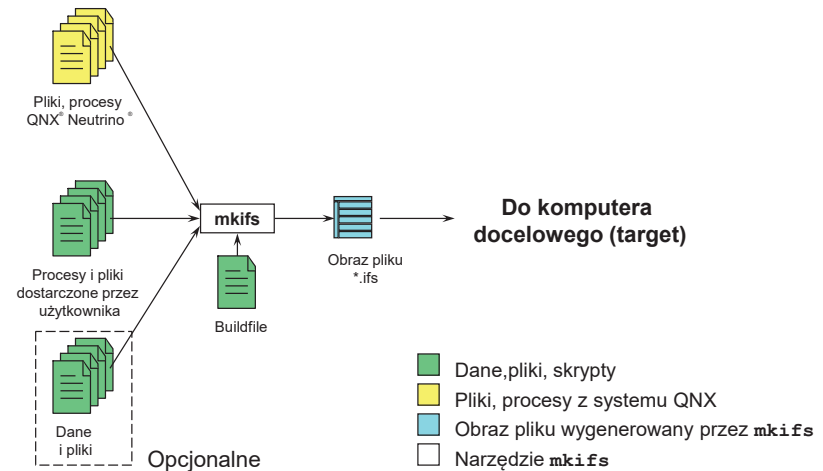 Pliki, procesy
QNX® Neutrino®
mkifs
Do komputera
docelowego (target)
Procesy i pliki
dostarczone przez
użytkownika
Obraz pliku
*.ifs
Buildfile
Dane
i pliki
Opcjonalne
Dane,pliki, skrypty
Pliki, procesy z systemu QNX
Obraz pliku wygenerowany przez mkifs
Narzędzie mkifs